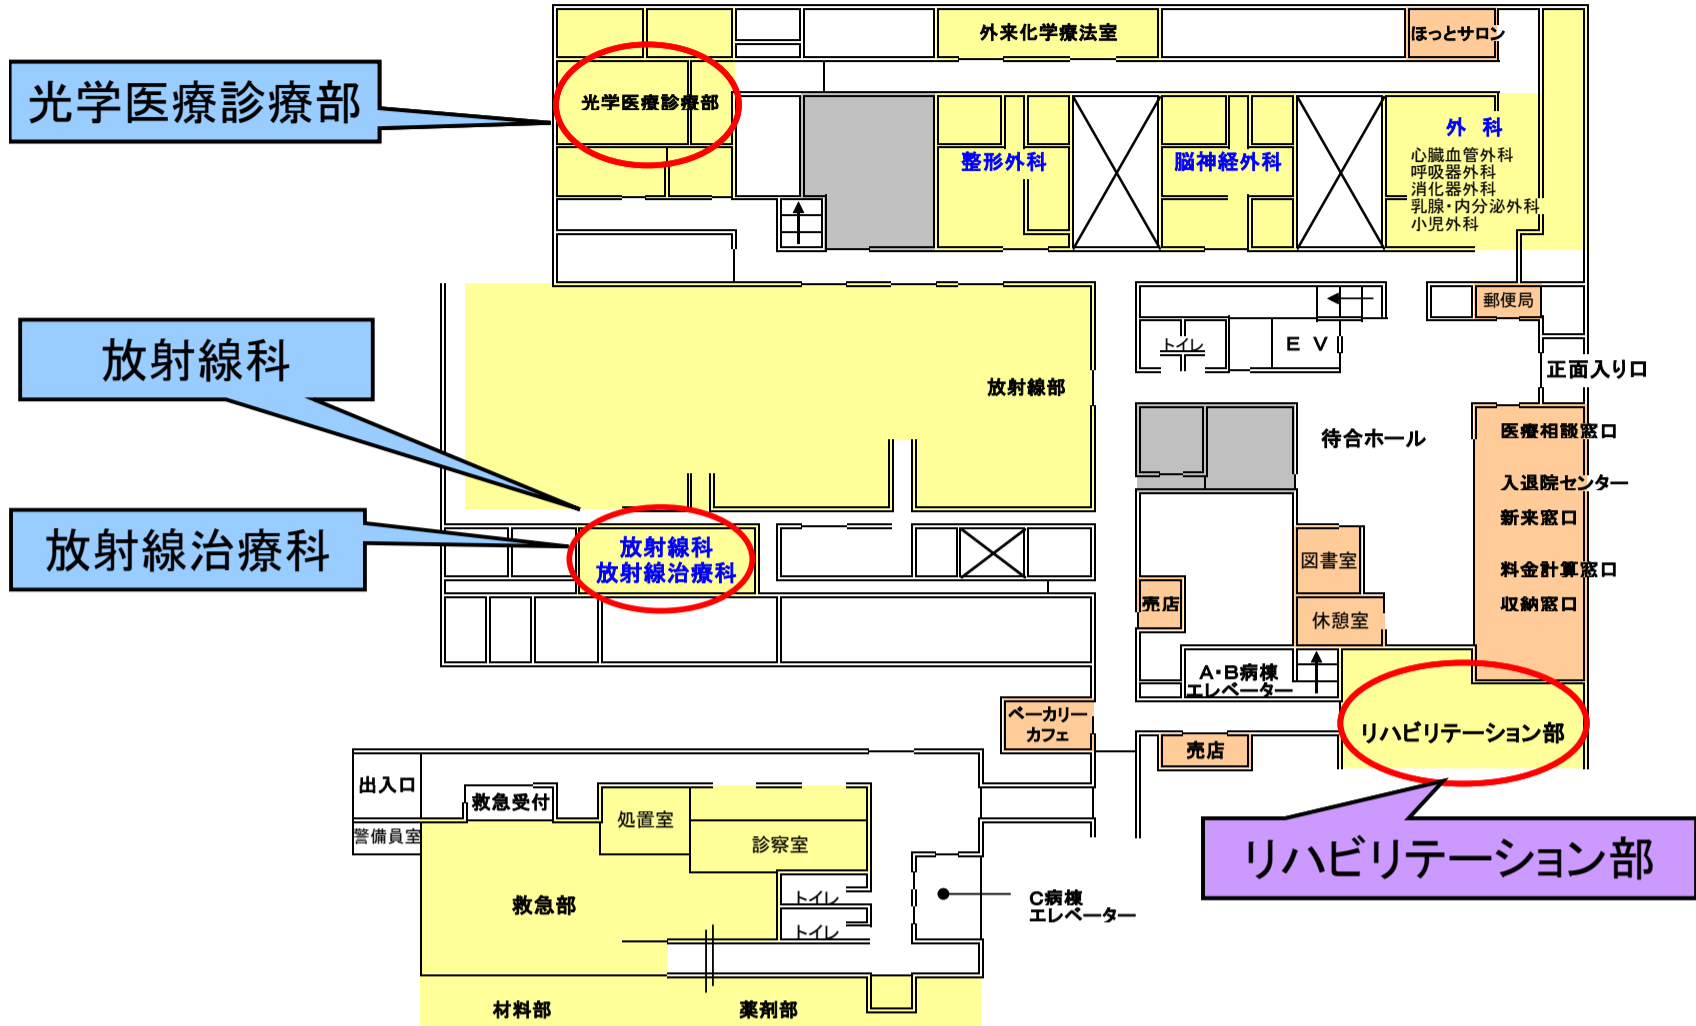 外来化学療法室
ほっとサロン
光学医療診療部
光学医療診療部
整形外科
脳神経外科
外 科
心臓血管外科
呼吸器外科
消化器外科
乳腺・内分泌外科
小児外科
郵便局
トイレ
E V
正面入り口
放射線科
放射線部
待合ホール
医療相談窓口
入退院センター
新来窓口
料金計算窓口
収納窓口
放射線治療科
放射線科
放射線治療科
図書室
売店
休憩室
A・B病棟
エレベーター
ベーカリー
カフェ
売店
リハビリテーション部
出入口
救急受付
処置室
警備員室
診察室
リハビリテーション部
救急部
トイレ
トイレ
C病棟
エレベーター
材料部
薬剤部